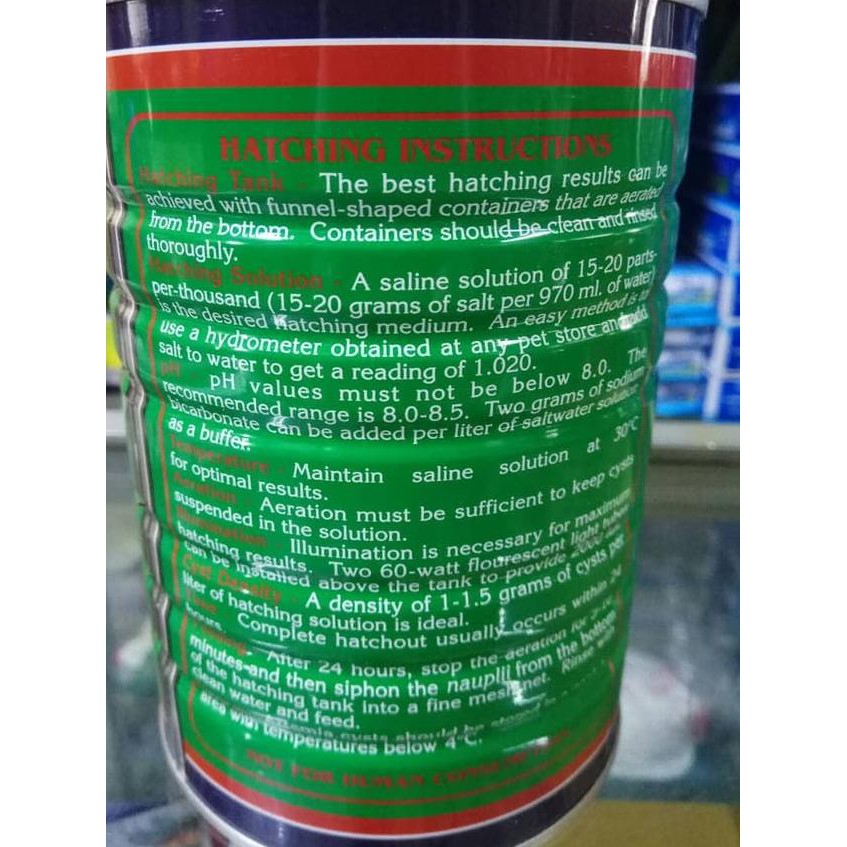 HATCHING INSTRUCTIONS
Hatching Tank - The best hatching results can be
achieved with funnel-shaped containers that are aerated
from the bottom. Containers should be clean and rinsed
thoroughly.
Hatching Solution - A saline solution of 15-20 parts-
per-thousand (15-20 grams of salt per 970 ml. of water)
is the desired hatching medium. An easy method is to
use a hydrometer obtained at any pet store and add
salt to water to get a reading of 1.020.
pH pH values must not be below 8.0. The
recommended range is 8.0-8.5. Two grams of sodium
bicarbonate can be added per liter of saltwater solution
as a buffer.
Temperature - Maintain saline solution at 30°C
for optimal results.
Aeration - Aeration must be sufficient to keep cysts
suspended in the solution.
Illumination Illumination is necessary for maximum
hatching results. Two 60-watt flourescent light tubes
can be installed above the tank to provide 2000
Cyst Density - A density of 1-1.5 grams of cysts per
liter of hatching solution is ideal.
Time Complete hatchout usually occurs within 24
hours.
After 24 hours, stop the aeration for
minutes and then siphon the nauplii from the bottom
of the hatching tank into a fine mesh net. Rinse with
clean water and feed.
cysts should be stored in
area with temperatures below 4°C.
NOT FOR HUMAN CONSUMPTION